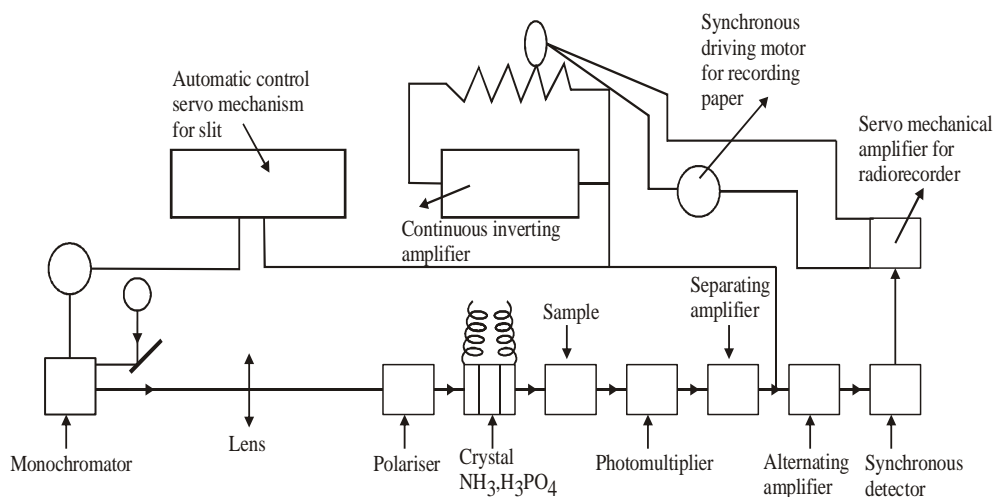 Synchronous
driving motor
for recording
paper
Automatic control
servo mechanism
for slit
Servo mechanical
amplifier for
radiorecorder
Continuous inverting
amplifier
Separating
amplifier
Sample
Monochromator
Lens
Polariser
Crystal
NH₃,H₃PO₄
Photomultiplier
Alternating
amplifier
Synchronous
detector